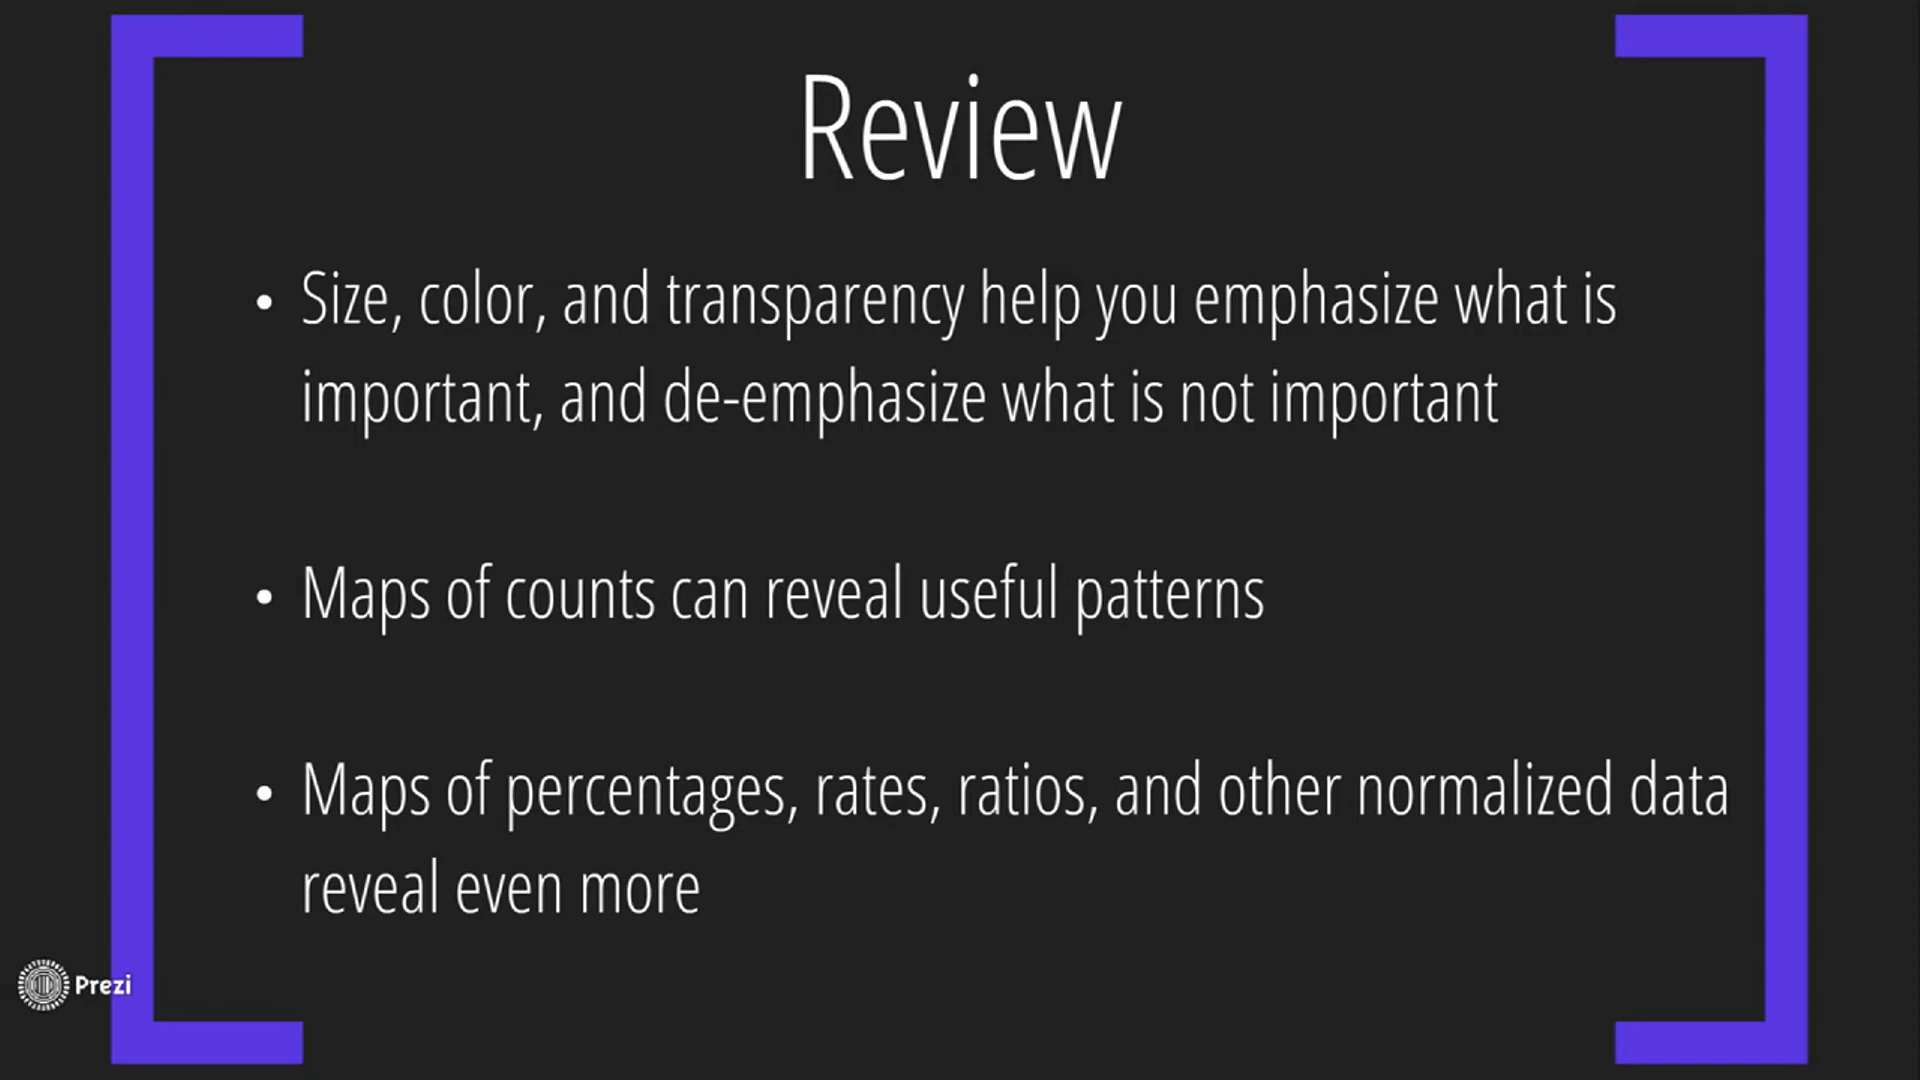 Review
• Size, color, and transparency help you emphasize what is
important, and de-emphasize what is not important
• Maps of counts can reveal useful patterns
• Maps of percentages, rates, ratios, and other normalized data
reveal even more
Prezi